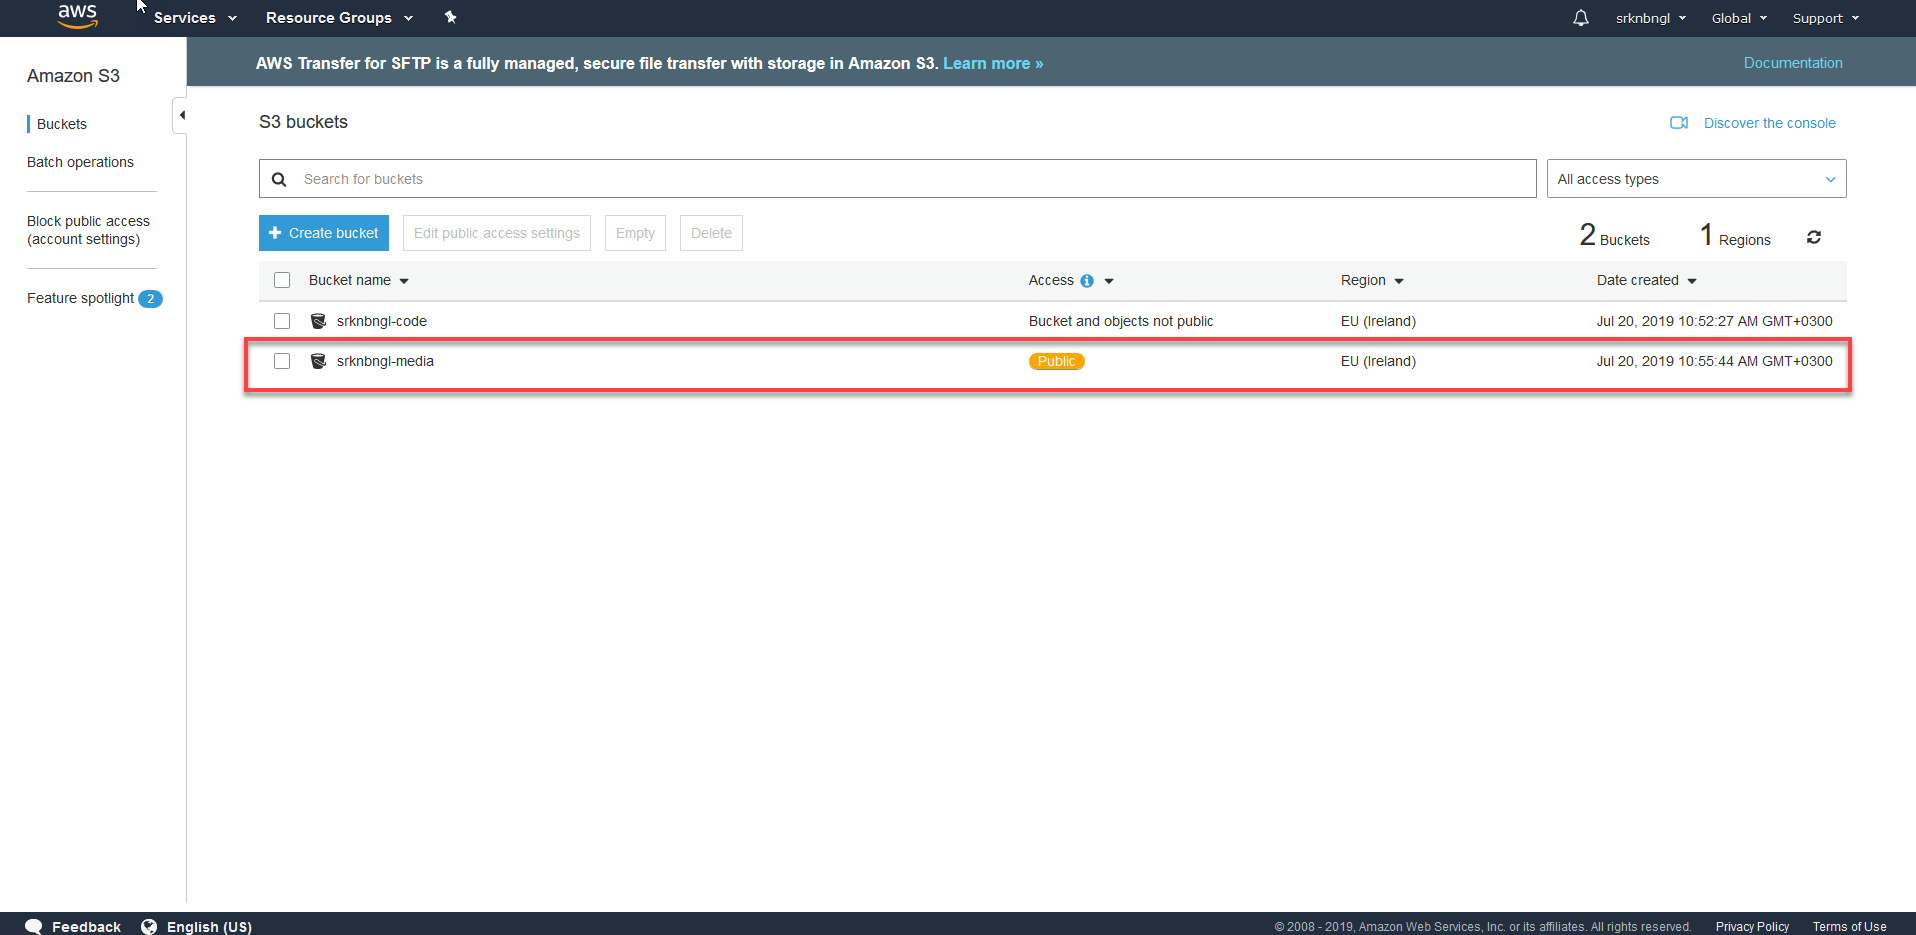 aws Services Resource Groups srknbngl Global Support
Amazon S3
Buckets
Batch operations
Block public access
(account settings)
Feature spotlight 2
AWS Transfer for SFTP is a fully managed, secure file transfer with storage in Amazon S3. Learn more » Documentation
S3 buckets Discover the console
Search for buckets All access types
Create bucket Edit public access settings Empty Delete 2 Buckets 1 Regions
Bucket name Access Region Date created
srknbngl-code Bucket and objects not public EU (Ireland) Jul 20, 2019 10:52:27 AM GMT+0300
srknbngl-media Public EU (Ireland) Jul 20, 2019 10:55:44 AM GMT+0300
Feedback English (US) © 2008 - 2019, Amazon Web Services, Inc. or its affiliates. All rights reserved. Privacy Policy Terms of Use